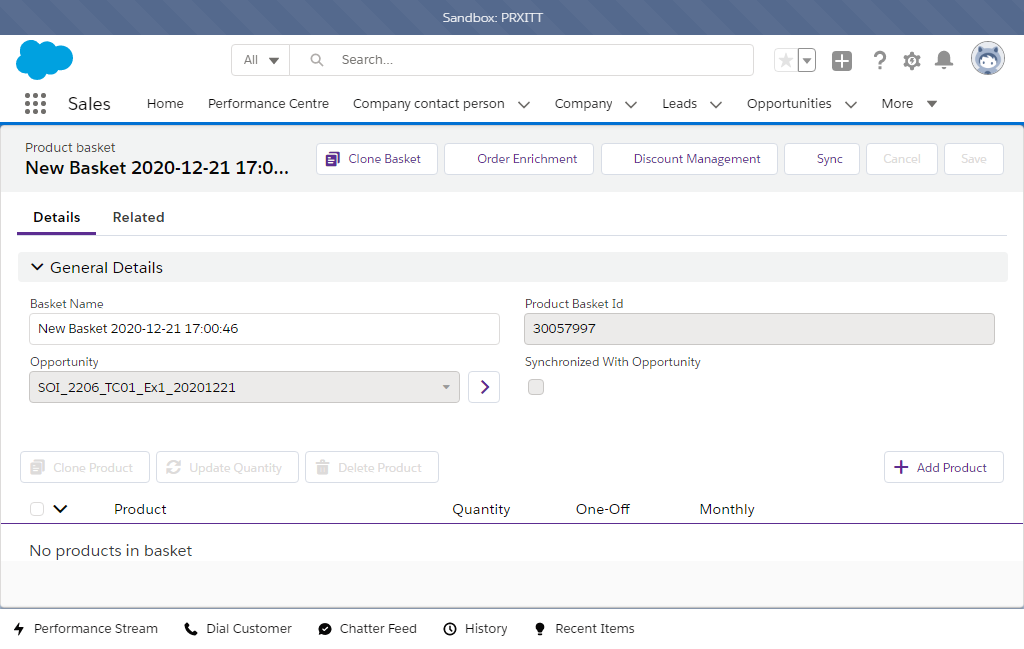 Sandbox: PRXITT
All
Search...
Sales
Home
Performance Centre
Company contact person
Company
Leads
Opportunities
More
Product basket
New Basket 2020-12-21 17:0...
Clone Basket
Order Enrichment
Discount Management
Sync
Cancel
Save
Details
Related
General Details
Basket Name
Product Basket Id
New Basket 2020-12-21 17:00:46
30057997
Opportunity
Synchronized With Opportunity
SOI_2206_TC01_Ex1_20201221
Clone Product
Update Quantity
Delete Product
Add Product
Product
Quantity
One-Off
Monthly
No products in basket
Performance Stream
Dial Customer
Chatter Feed
History
Recent Items